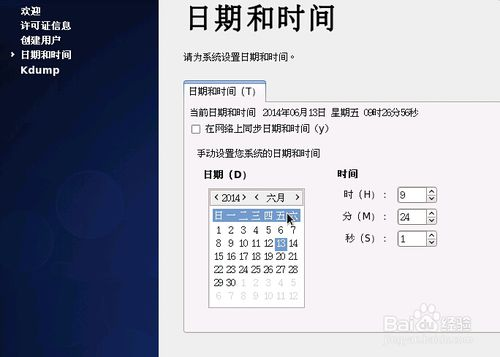 欢迎
许可证信息
创建用户
日期和时间
Kdump
日期和时间
请为系统设置日期和时间。
日期和时间（T）
当前日期和时间 2014年06月13日 星期五 09时26分56秒
在网络上同步日期和时间（y）
手动设置您系统的日期和时间
日期（D）
< 2014 > < 六月 >
日 一 二 三 四 五 六
1 2 3 4 5 6 7
8 9 10 11 12 13 14
15 16 17 18 19 20 21
22 23 24 25 26 27 28
29 30 1 2 3 4 5
6 7 8 9 10 11 12
时间
时（H）： 9
分（M）： 24
秒（S）： 1
Baidu经验
jingyan.baidu.com